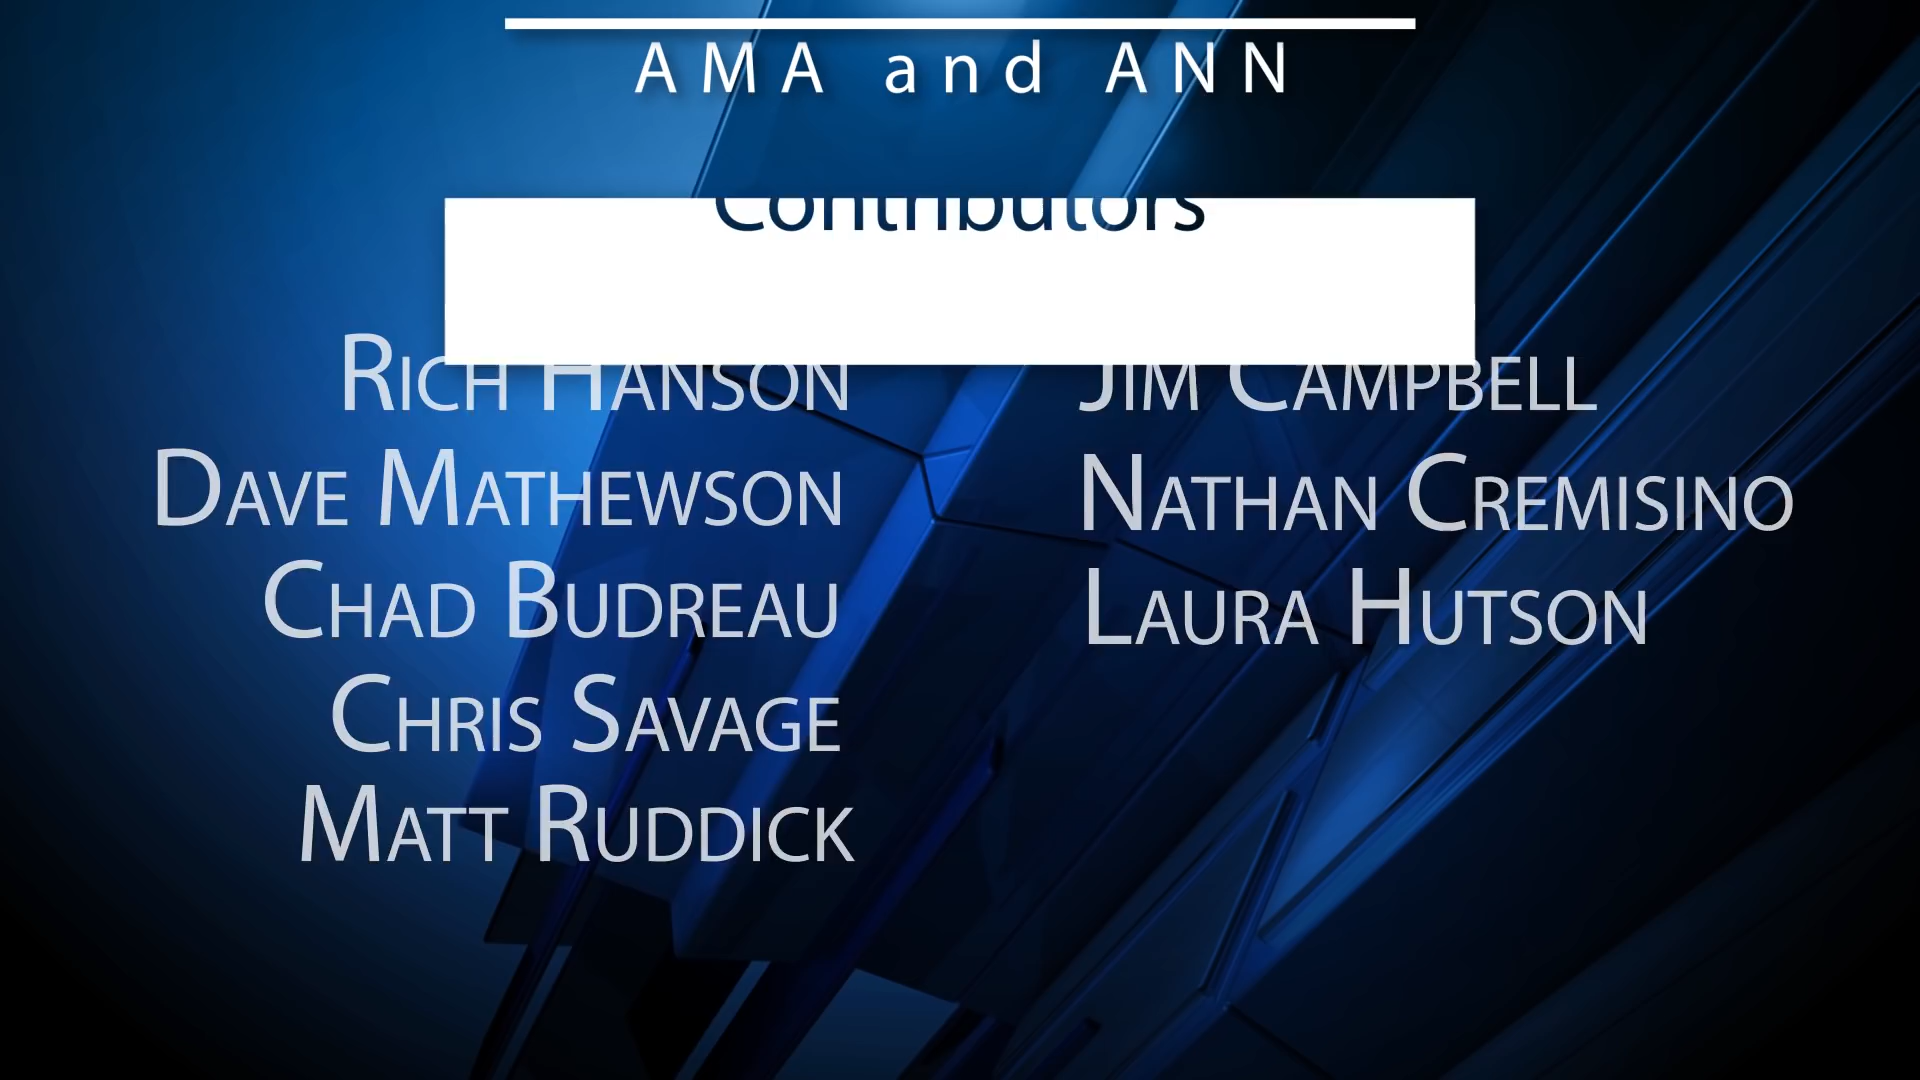 AMA and ANN
Contributors
Rich Hanson
Dave Mathewson
Chad Budreau
Chris Savage
Matt Ruddick
Jim Campbell
Nathan Cremisino
Laura Hutson